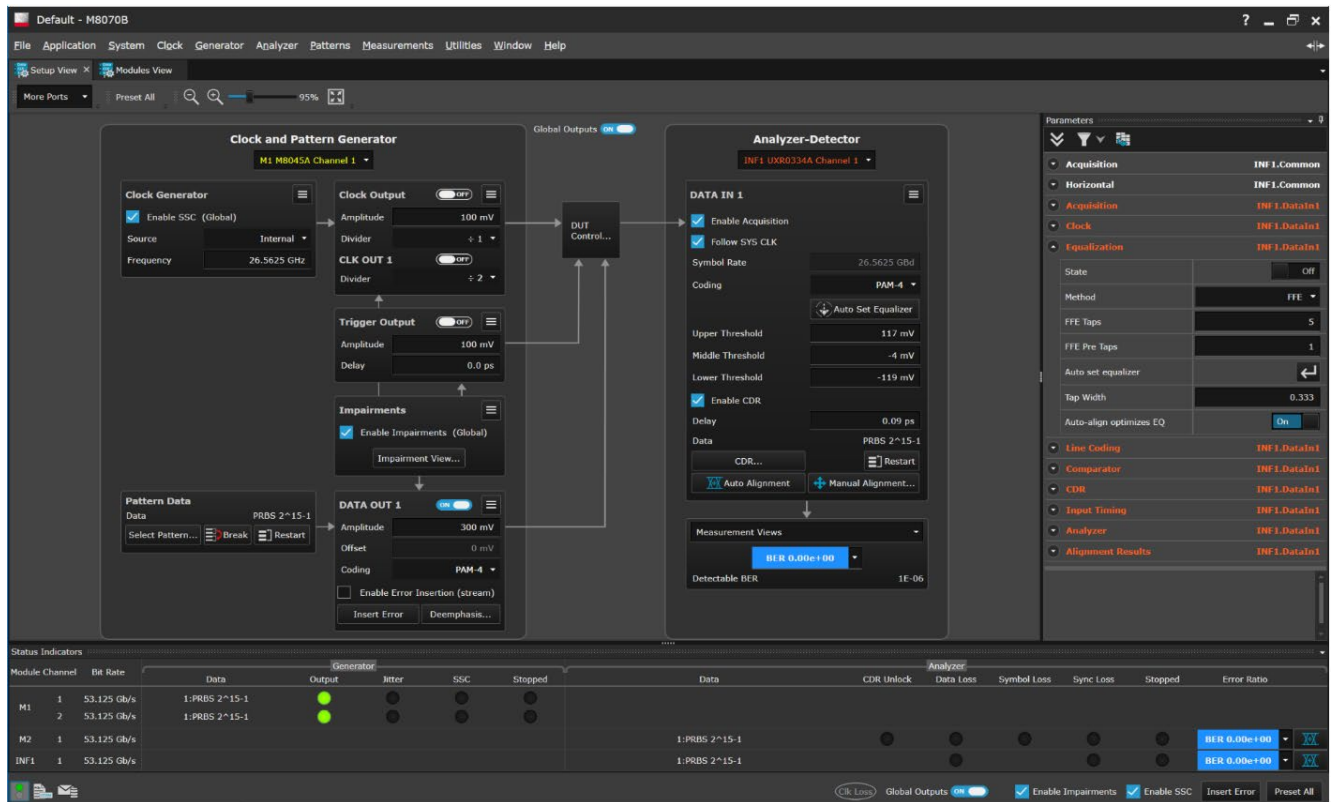 Default - M8070B
? _ x
File Application System Clock Generator Analyzer Patterns Measurements Utilities Window Help
Setup View × Modules View
More Ports Preset All 95%
Global Outputs ON
Clock and Pattern Generator
M1 M8045A Channel 1
Clock Generator
Enable SSC (Global)
Source Internal
Frequency 26.5625 GHz
Clock Output OFF
Amplitude 100 mV
Divider ÷ 1
CLK OUT 1 OFF
Divider ÷ 2
Trigger Output OFF
Amplitude 100 mV
Delay 0.0 ps
Impairments
Enable Impairments (Global)
Impairment View...
Pattern Data
Data PRBS 2^15-1
Select Pattern... Break Restart
DATA OUT 1 ON
Amplitude 300 mV
Offset 0 mV
Coding PAM-4
Enable Error Insertion (stream)
Insert Error Deemphasis...
DUT
Control...
Analyzer-Detector
INF1 UXR0334A Channel 1
DATA IN 1
Enable Acquisition
Follow SYS CLK
Symbol Rate 26.5625 GBd
Coding PAM-4
Auto Set Equalizer
Upper Threshold 117 mV
Middle Threshold -4 mV
Lower Threshold -119 mV
Enable CDR
Delay 0.09 ps
Data PRBS 2^15-1
CDR... Restart
Auto Alignment Manual Alignment...
Measurement Views
BER 0.00e+00
Detectable BER 1E-06
Parameters
Acquisition INF1.Common
Horizontal INF1.Common
Acquisition INF1.DataIn1
Clock INF1.DataIn1
Equalization INF1.DataIn1
State Off
Method FFE
FFE Taps 5
FFE Pre Taps 1
Auto set equalizer
Tap Width 0.333
Auto-align optimizes EQ On
Line Coding INF1.DataIn1
Comparator INF1.DataIn1
CDR INF1.DataIn1
Input Timing INF1.DataIn1
Analyzer INF1.DataIn1
Alignment Results INF1.DataIn1
Status Indicators
Generator Analyzer
Module Channel Bit Rate Data Output Jitter SSC Stopped Data CDR Unlock Data Loss Symbol Loss Sync Loss Stopped Error Ratio
M1 1 53.125 Gb/s 1:PRBS 2^15-1
2 53.125 Gb/s 1:PRBS 2^15-1
M2 1 53.125 Gb/s 1:PRBS 2^15-1 BER 0.00e+00
INF1 1 53.125 Gb/s 1:PRBS 2^15-1 BER 0.00e+00
Clk Loss Global Outputs ON Enable Impairments Enable SSC Insert Error Preset All